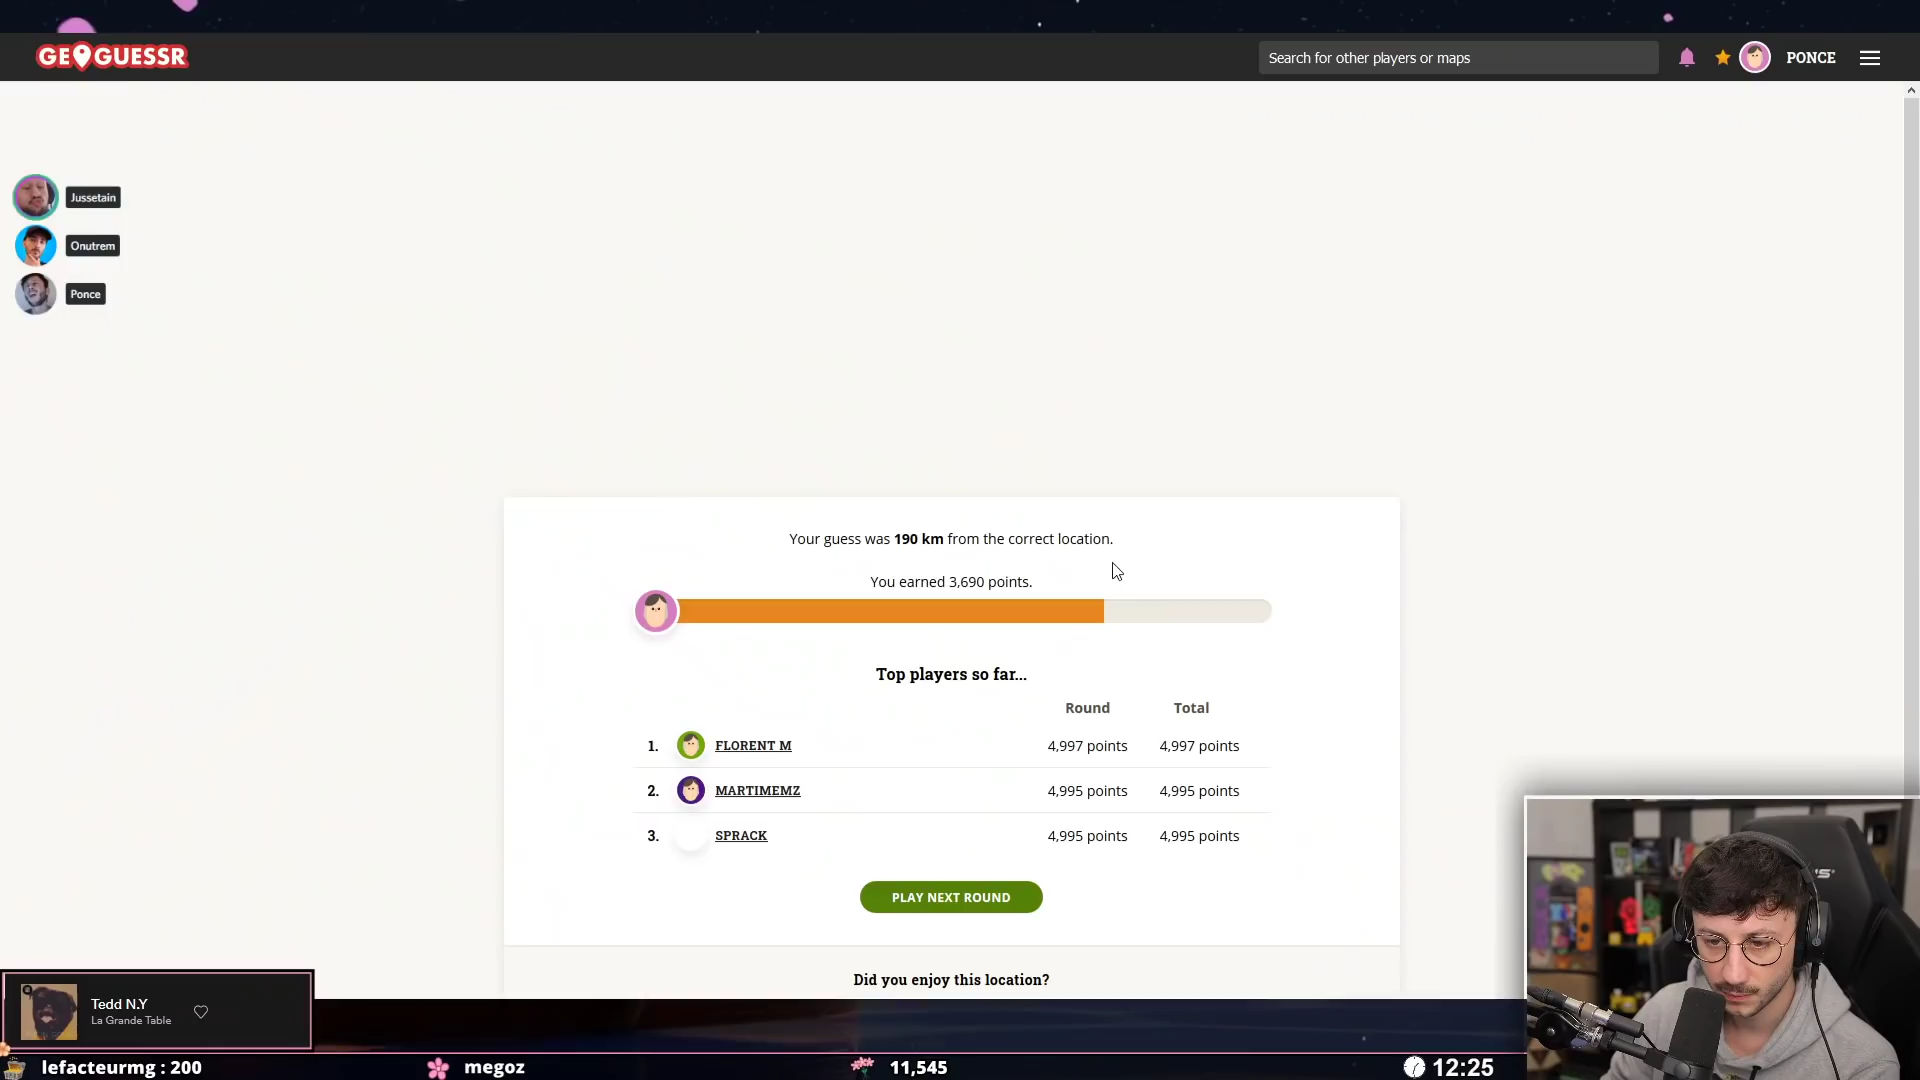 GEOGUESSR
Search for other players or maps
PONCE
Jussetain
Onutrem
Ponce
Your guess was 190 km from the correct location.
You earned 3,690 points.
Top players so far...
Round Total
1. FLORENT M 4,997 points 4,997 points
2. MARTIMEMZ 4,995 points 4,995 points
3. SPRACK 4,995 points 4,995 points
PLAY NEXT ROUND
Did you enjoy this location?
Tedd N.Y
La Grande Table
lefacteurmg : 200 megoz 11,545 12:25